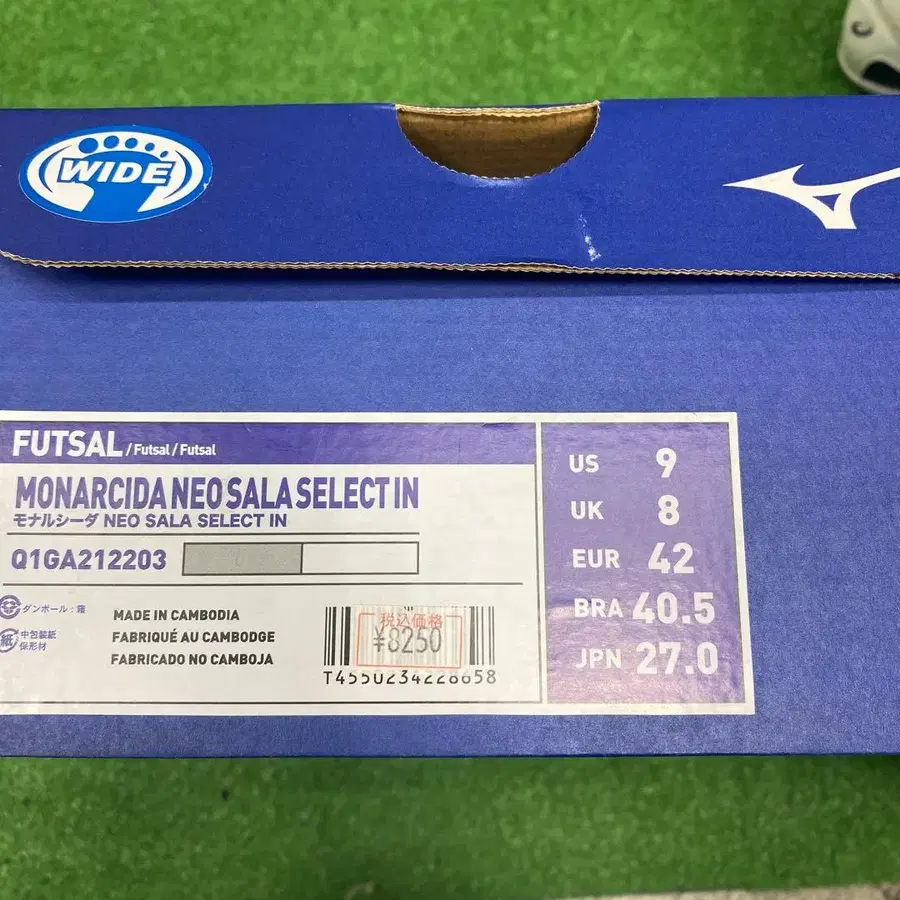 WIDE
FUTSAL / Futsal / Futsal
MONARCIDA NEO SALA SELECT IN
モナルシーダ NEO SALA SELECT IN
Q1GA212203
ダンボール:箱
紙 中包装紙
保形材
MADE IN CAMBODIA
FABRIQUÉ AU CAMBODGE
FABRICADO NO CAMBOJA
税込価格
¥8250
T4550234228658
US 9
UK 8
EUR 42
BRA 40.5
JPN 27.0